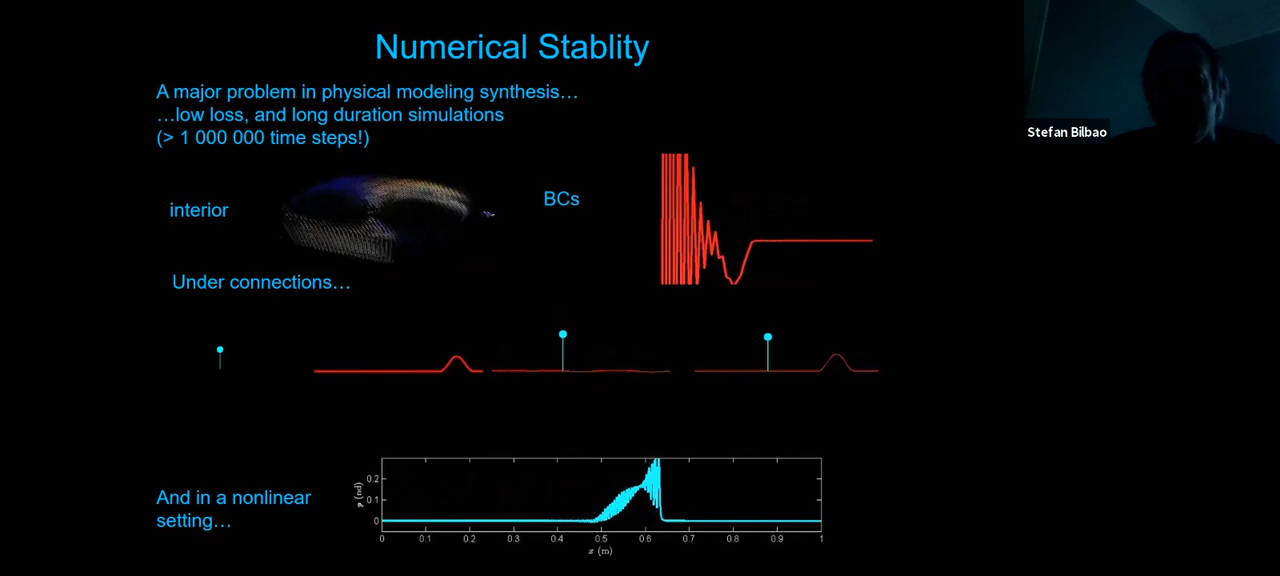 Numerical Stablity
A major problem in physical modeling synthesis…
…low loss, and long duration simulations
(> 1 000 000 time steps!)
Stefan Bilbao
interior
BCs
Under connections…
And in a nonlinear
setting…
p (nd)
0.2
0.1
0
0 0.1 0.2 0.3 0.4 0.5 0.6 0.7 0.8 0.9 1
x (m)